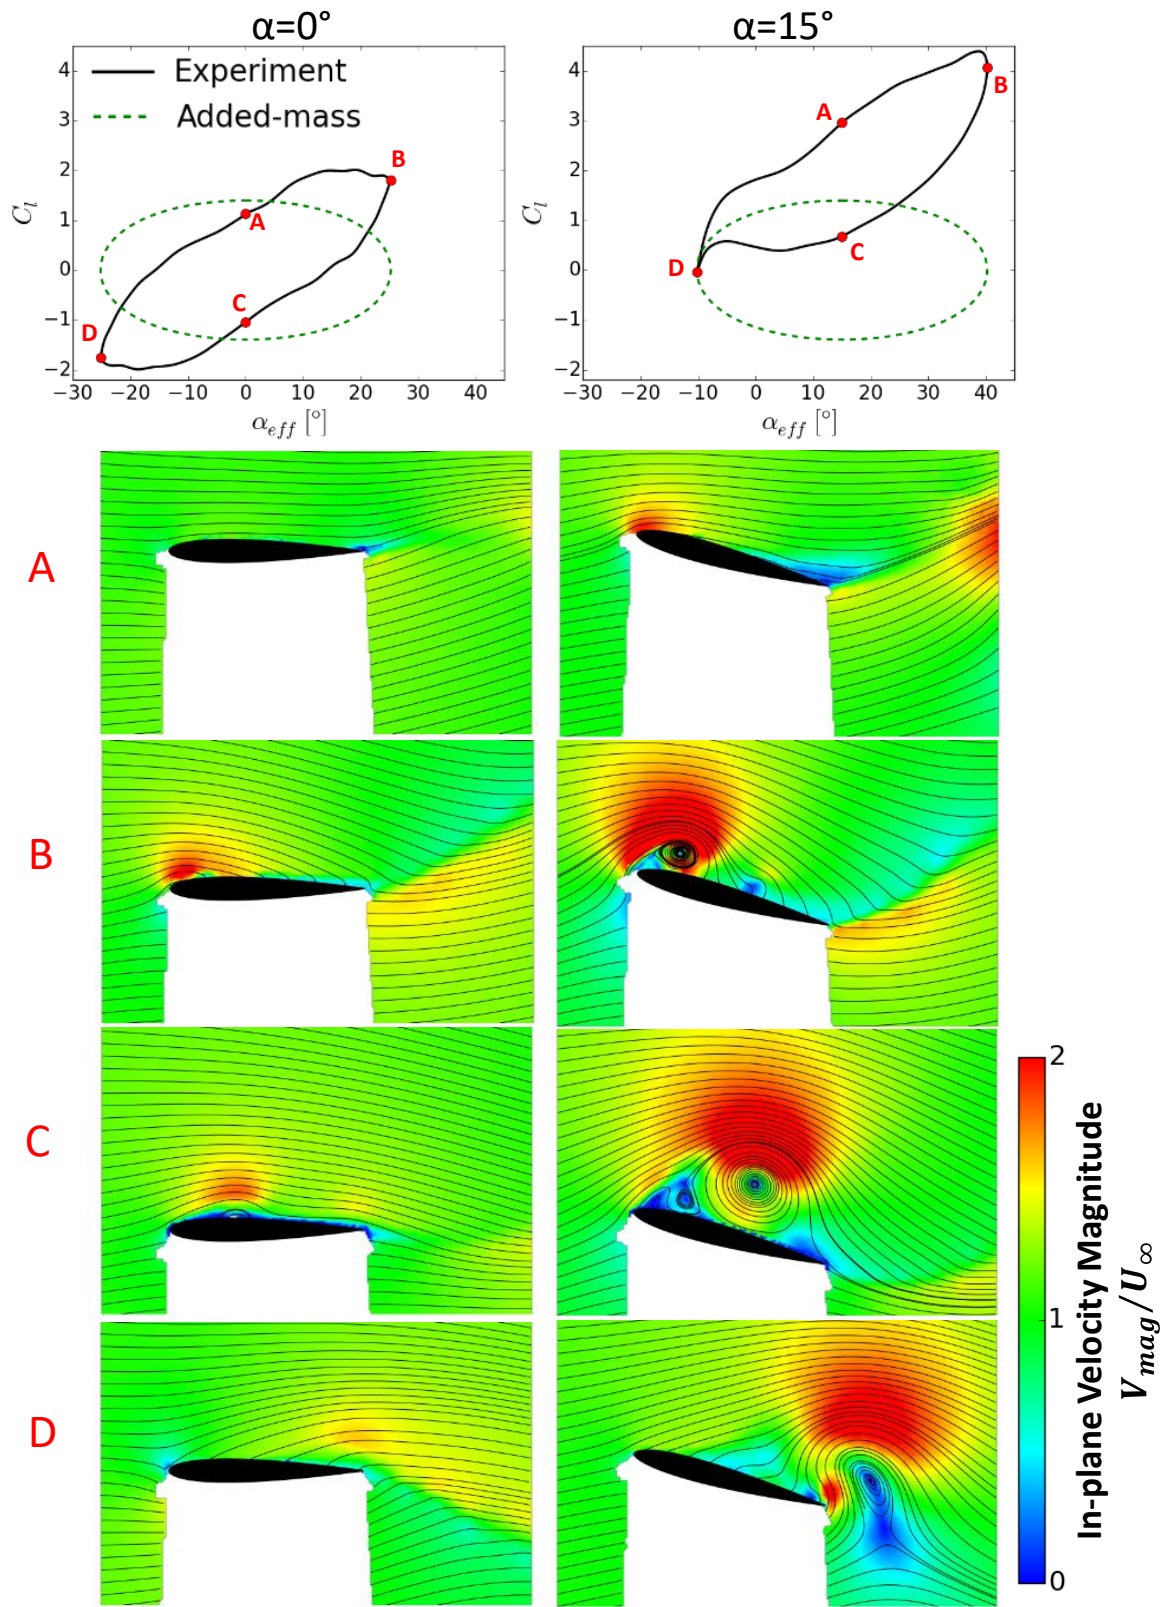 α=0°
α=15°
Experiment
Added-mass
4
3
2
1
0
−1
−2
C_l
−30 −20 −10 0 10 20 30 40
α_eff [°]
A
B
C
D
4
3
2
1
0
−1
−2
C_l
−30 −20 −10 0 10 20 30 40
α_eff [°]
A
B
C
D
A
B
C
D
2
1
0
In-plane Velocity Magnitude
V_mag/U_∞